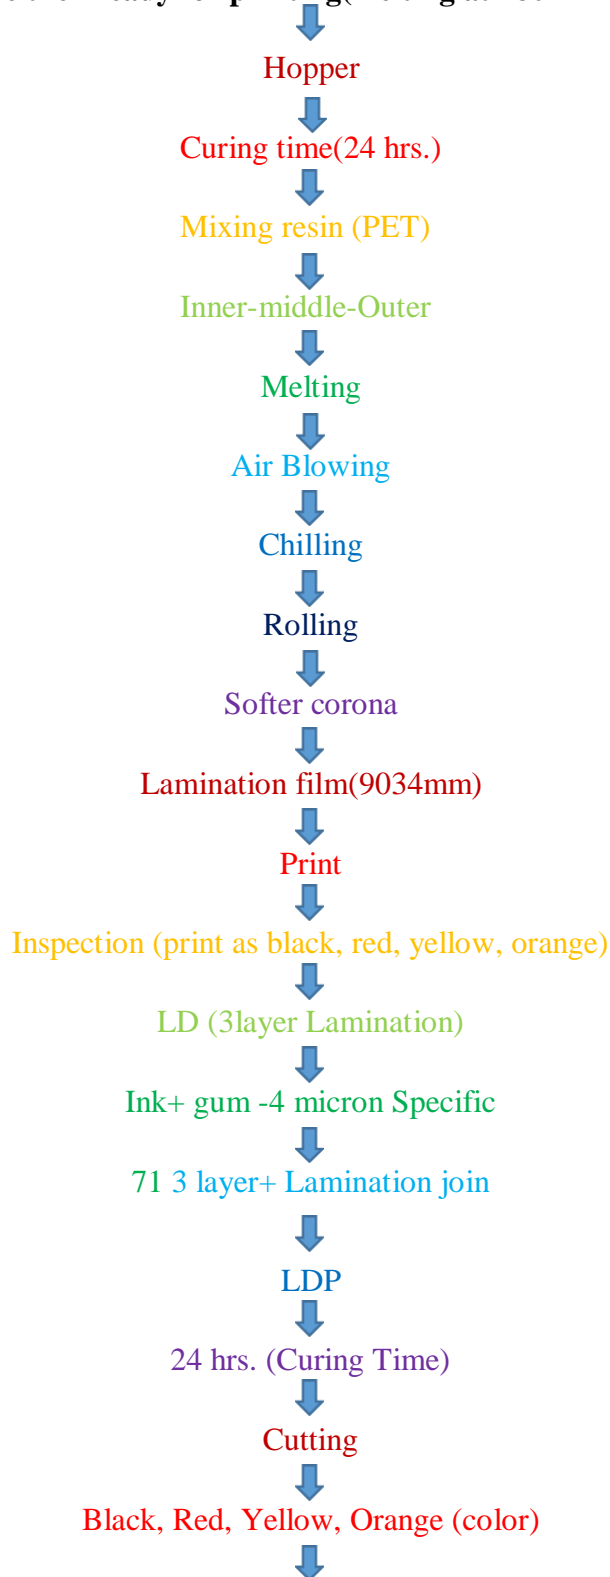 Hopper
Curing time(24 hrs.)
Mixing resin (PET)
Inner-middle-Outer
Melting
Air Blowing
Chilling
Rolling
Softer corona
Lamination film(9034mm)
Print
Inspection (print as black, red, yellow, orange)
LD (3layer Lamination)
Ink+ gum -4 micron Specific
71 3 layer+ Lamination join
LDP
24 hrs. (Curing Time)
Cutting
Black, Red, Yellow, Orange (color)